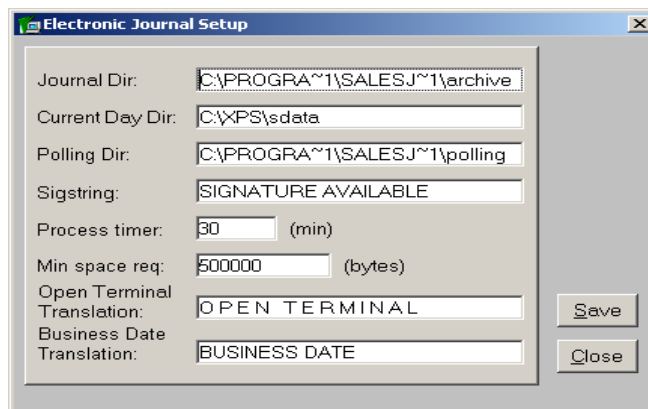 Electronic Journal Setup
Journal Dir: C:\PROGRA~1\SALESJ~1\archive
Current Day Dir: C:\XPS\sdata
Polling Dir: C:\PROGRA~1\SALESJ~1\polling
Sigstring: SIGNATURE AVAILABLE
Process timer: 30 (min)
Min space req: 500000 (bytes)
Open Terminal
Translation: O P E N  T E R M I N A L
Business Date
Translation: BUSINESS DATE
Save
Close